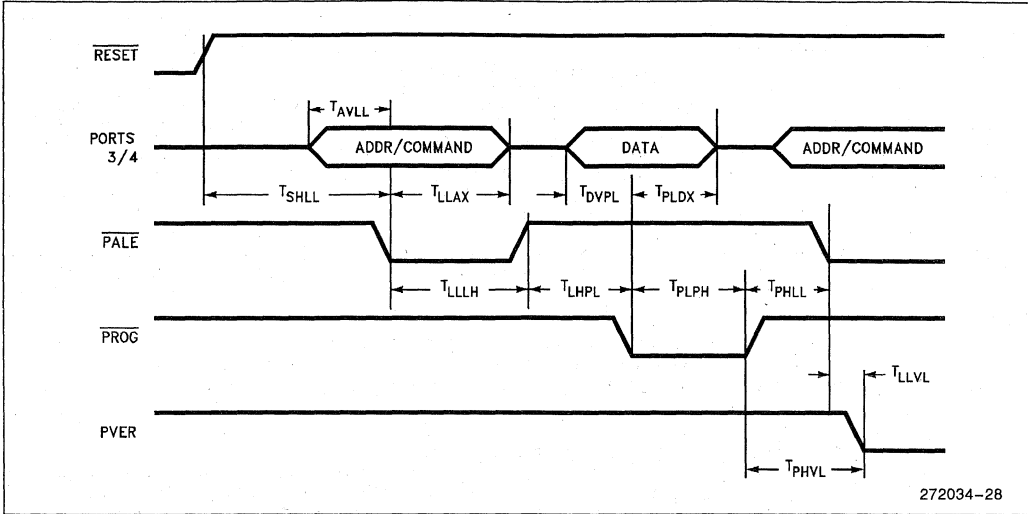 RESET
T_AVLL
PORTS
3/4
ADDR/COMMAND DATA ADDR/COMMAND
T_SHLL T_LLAX T_DVPL T_PLDX
PALE
T_LLLH T_LHPL T_PLPH T_PHLL
PROG
T_LLVL
PVER
T_PHVL
272034-28